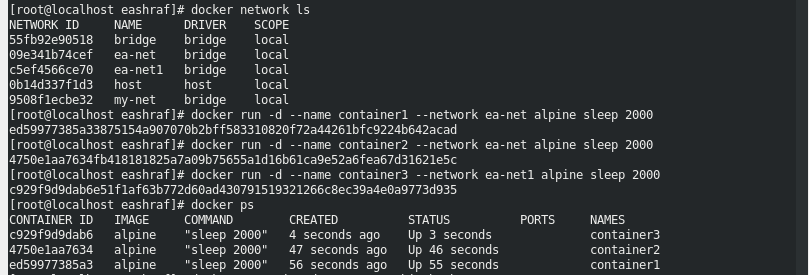 [root@localhost eashraf]# docker network ls
NETWORK ID     NAME      DRIVER    SCOPE
55fb92e90518   bridge    bridge    local
09e341b74cef   ea-net    bridge    local
c5ef4566ce70   ea-net1   bridge    local
0b14d337f1d3   host      host      local
9508f1ecbe32   my-net    bridge    local
[root@localhost eashraf]# docker run -d --name container1 --network ea-net alpine sleep 2000
ed59977385a33875154a907070b2bff583310820f72a44261bfc9224b642acad
[root@localhost eashraf]# docker run -d --name container2 --network ea-net alpine sleep 2000
4750e1aa7634fb418181825a7a09b75655a1d16b61ca9e52a6fea67d31621e5c
[root@localhost eashraf]# docker run -d --name container3 --network ea-net1 alpine sleep 2000
c929f9d9dab6e51f1af63b772d60ad430791519321266c8ec39a4e0a9773d935
[root@localhost eashraf]# docker ps
CONTAINER ID   IMAGE     COMMAND        CREATED          STATUS          PORTS     NAMES
c929f9d9dab6   alpine    "sleep 2000"   4 seconds ago    Up 3 seconds              container3
4750e1aa7634   alpine    "sleep 2000"   47 seconds ago   Up 46 seconds             container2
ed59977385a3   alpine    "sleep 2000"   56 seconds ago   Up 55 seconds             container1